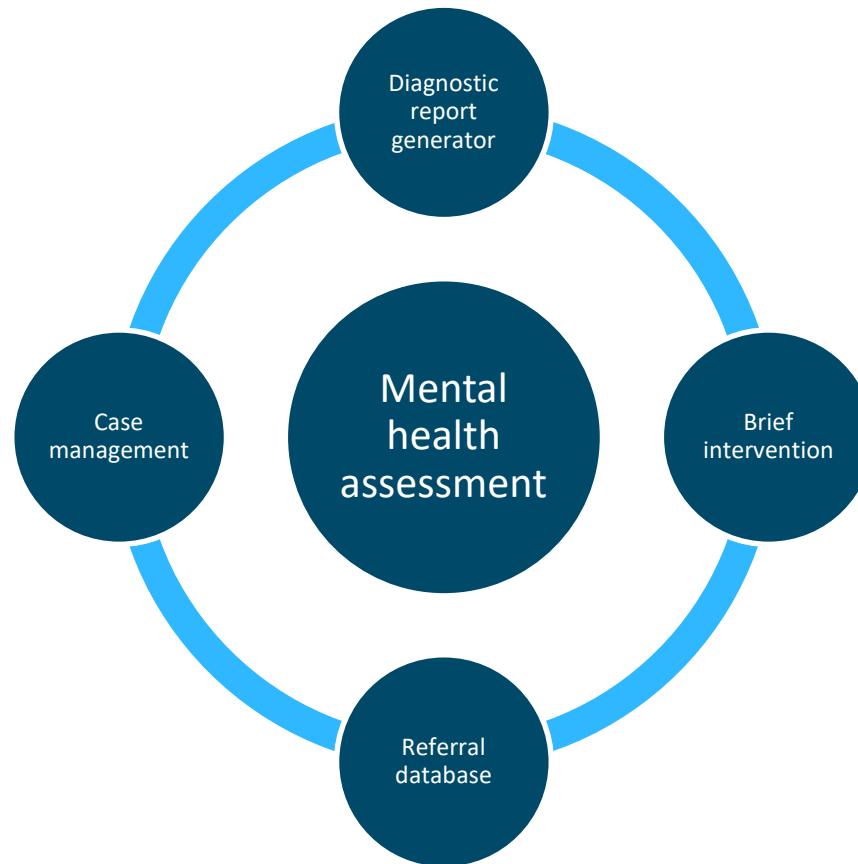 Diagnostic
report
generator
Mental
health
assessment
Case
management
Brief
intervention
Referral
database